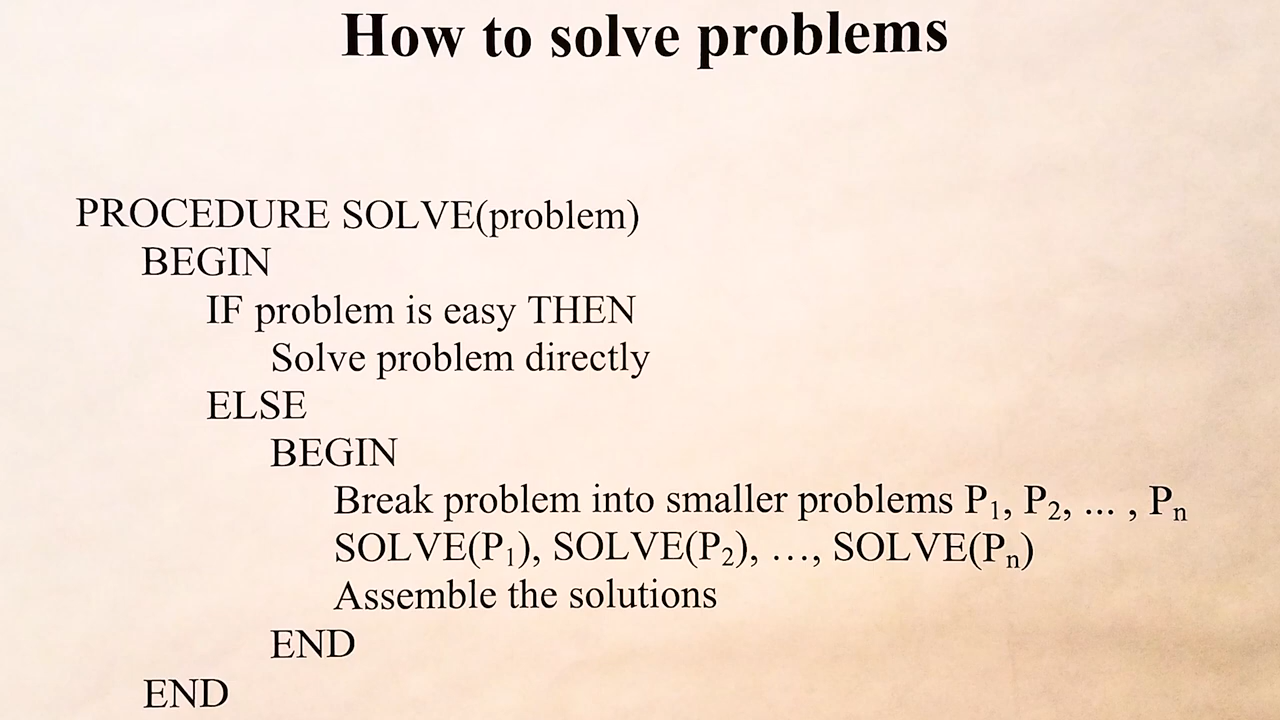 How to solve problems
PROCEDURE SOLVE(problem)
BEGIN
IF problem is easy THEN
Solve problem directly
ELSE
BEGIN
Break problem into smaller problems P₁, P₂, ... , Pₙ
SOLVE(P₁), SOLVE(P₂), …, SOLVE(Pₙ)
Assemble the solutions
END
END